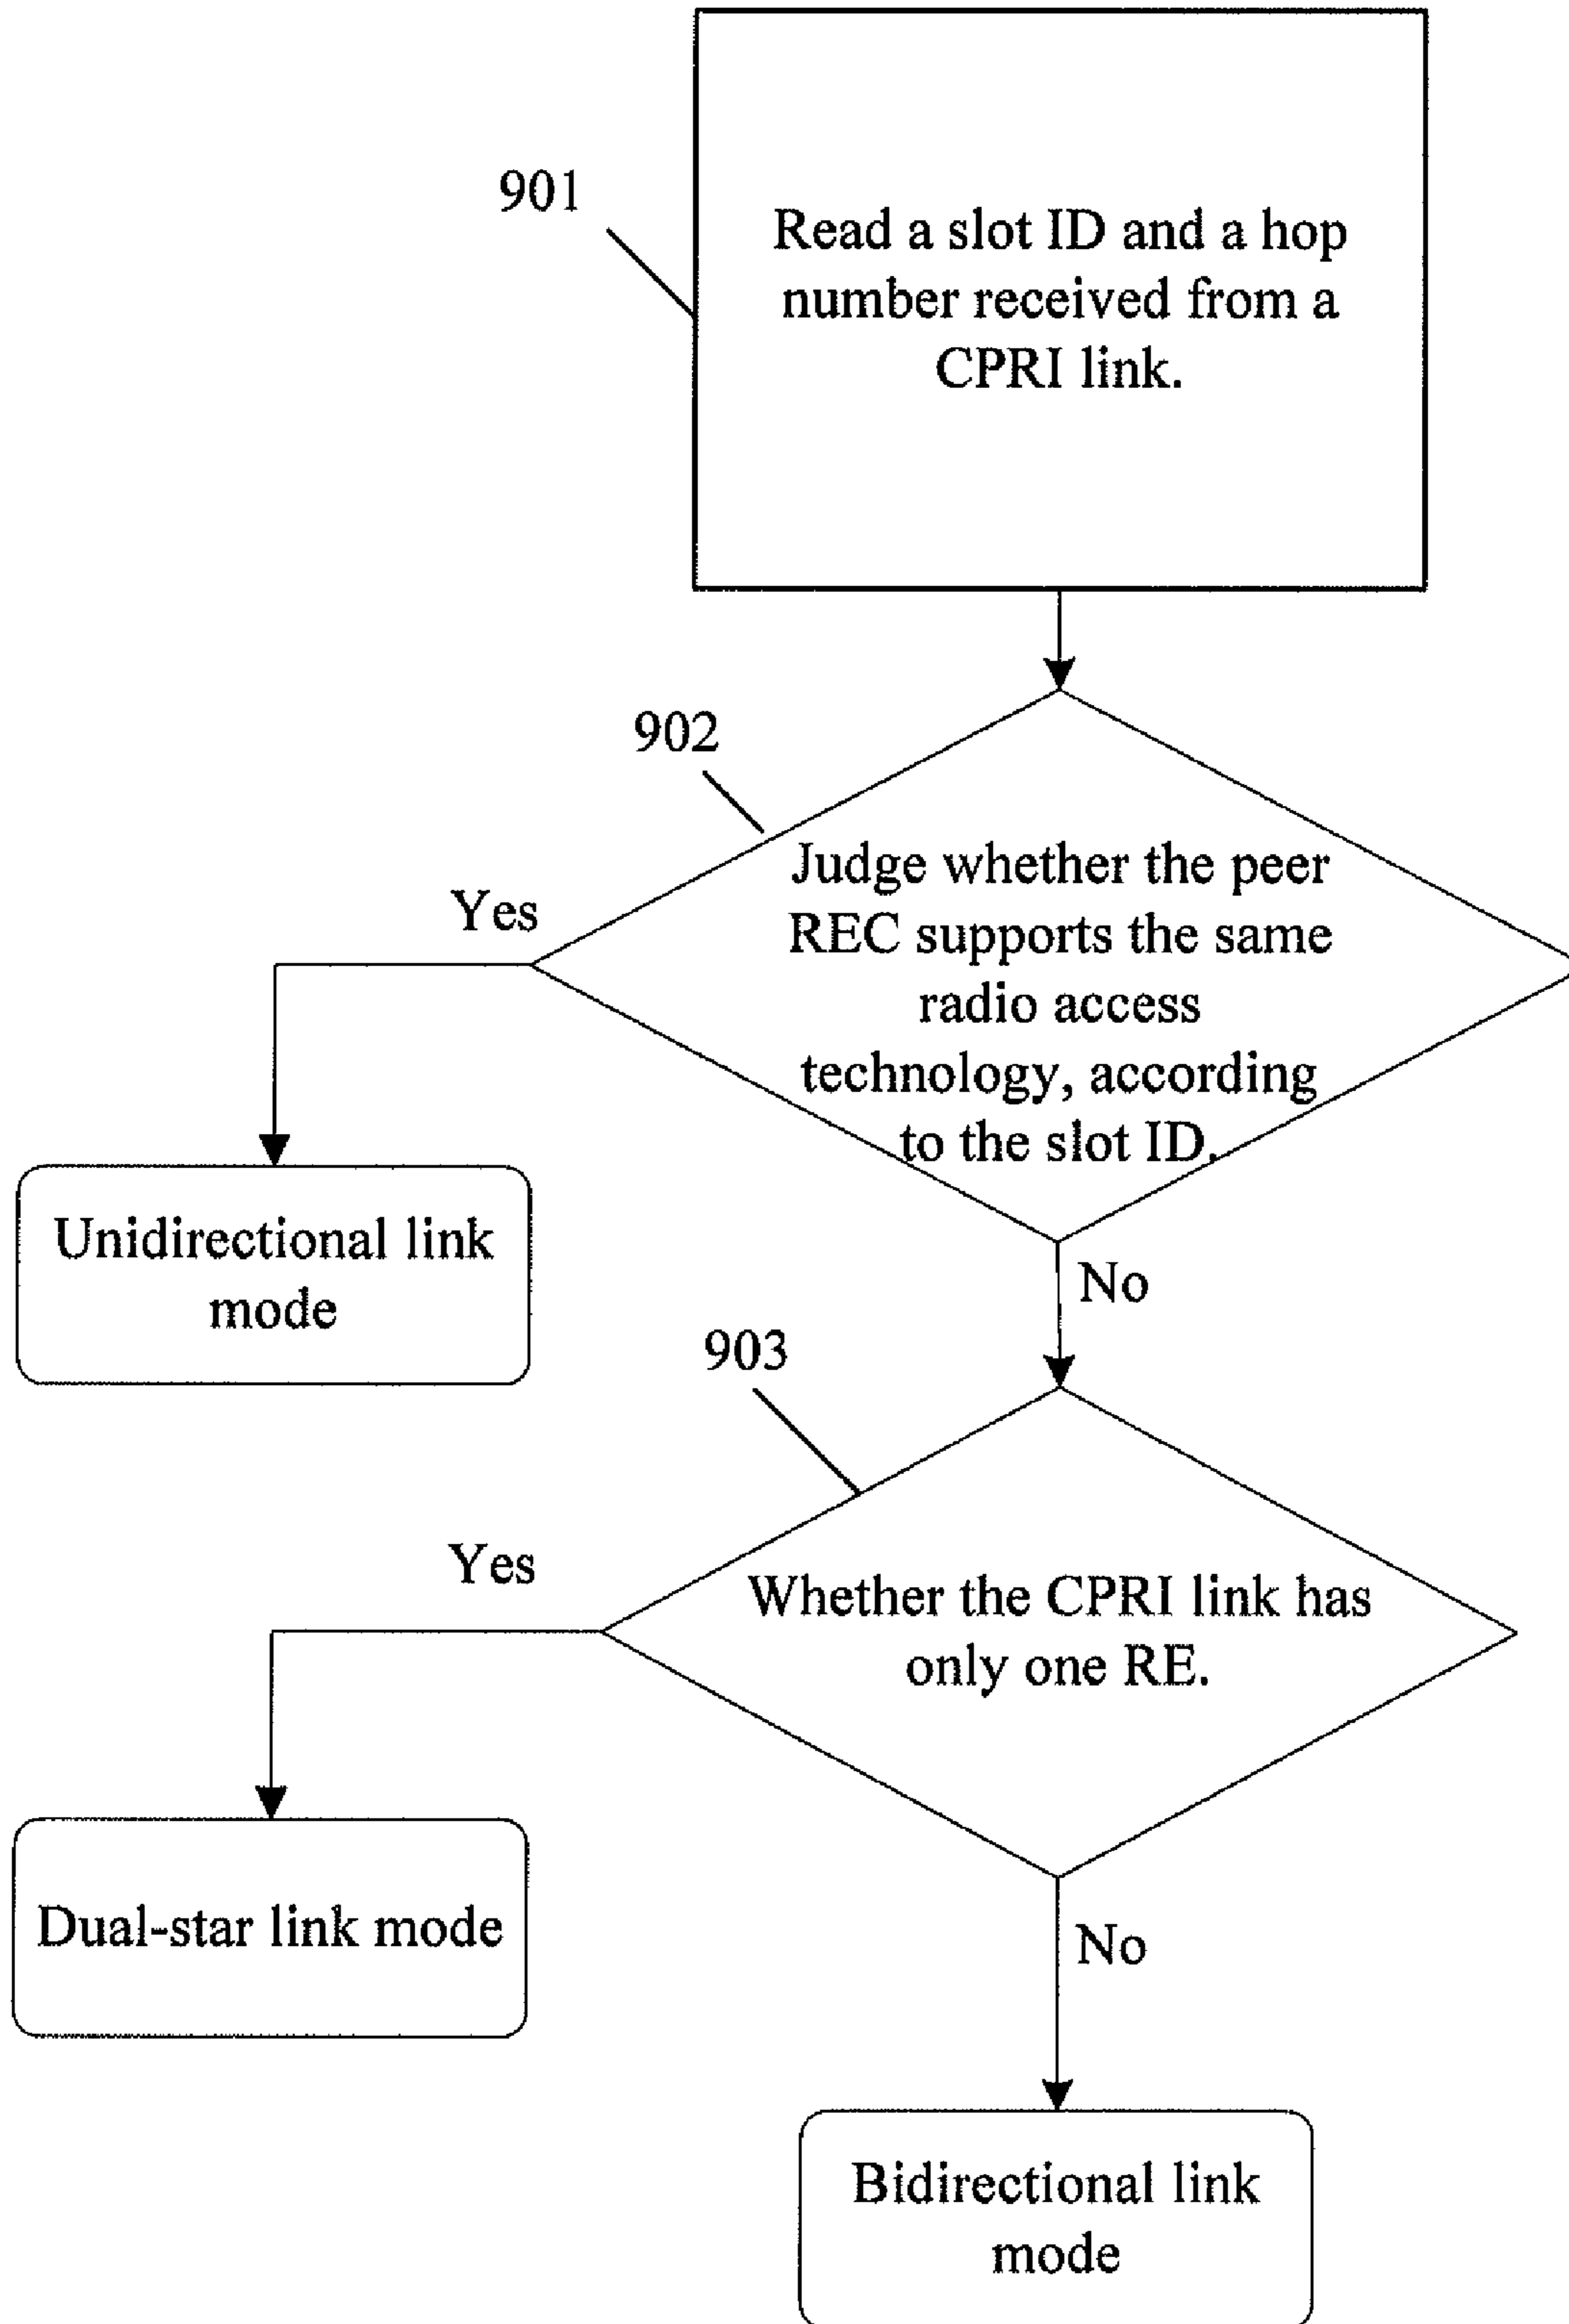 901
Read a slot ID and a hop
number received from a
CPRI link.
902
Judge whether the peer
REC supports the same
radio access
technology, according
to the slot ID.
Yes
Unidirectional link
mode
No
903
Whether the CPRI link has
only one RE.
Yes
Dual-star link mode
No
Bidirectional link
mode